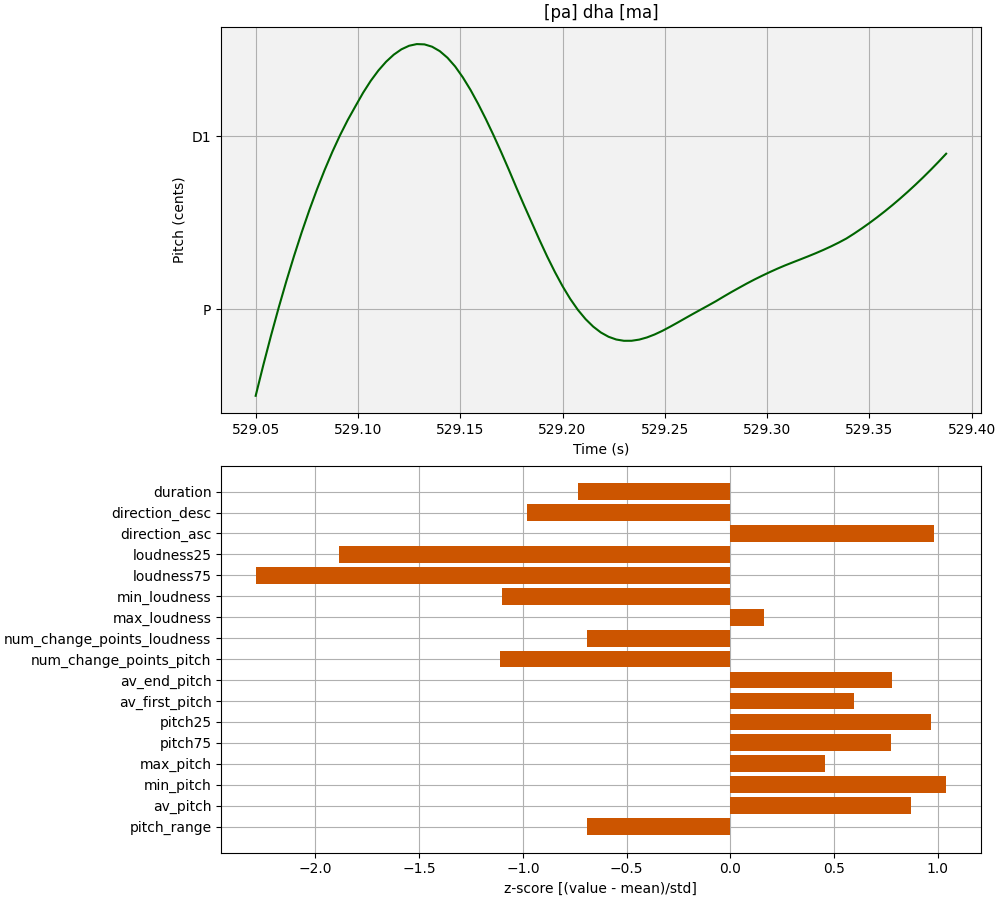 [pa] dha [ma]
D1
P
Pitch (cents)
529.05 529.10 529.15 529.20 529.25 529.30 529.35 529.40
Time (s)
duration
direction_desc
direction_asc
loudness25
loudness75
min_loudness
max_loudness
num_change_points_loudness
num_change_points_pitch
av_end_pitch
av_first_pitch
pitch25
pitch75
max_pitch
min_pitch
av_pitch
pitch_range
−2.0 −1.5 −1.0 −0.5 0.0 0.5 1.0
z-score [(value - mean)/std]